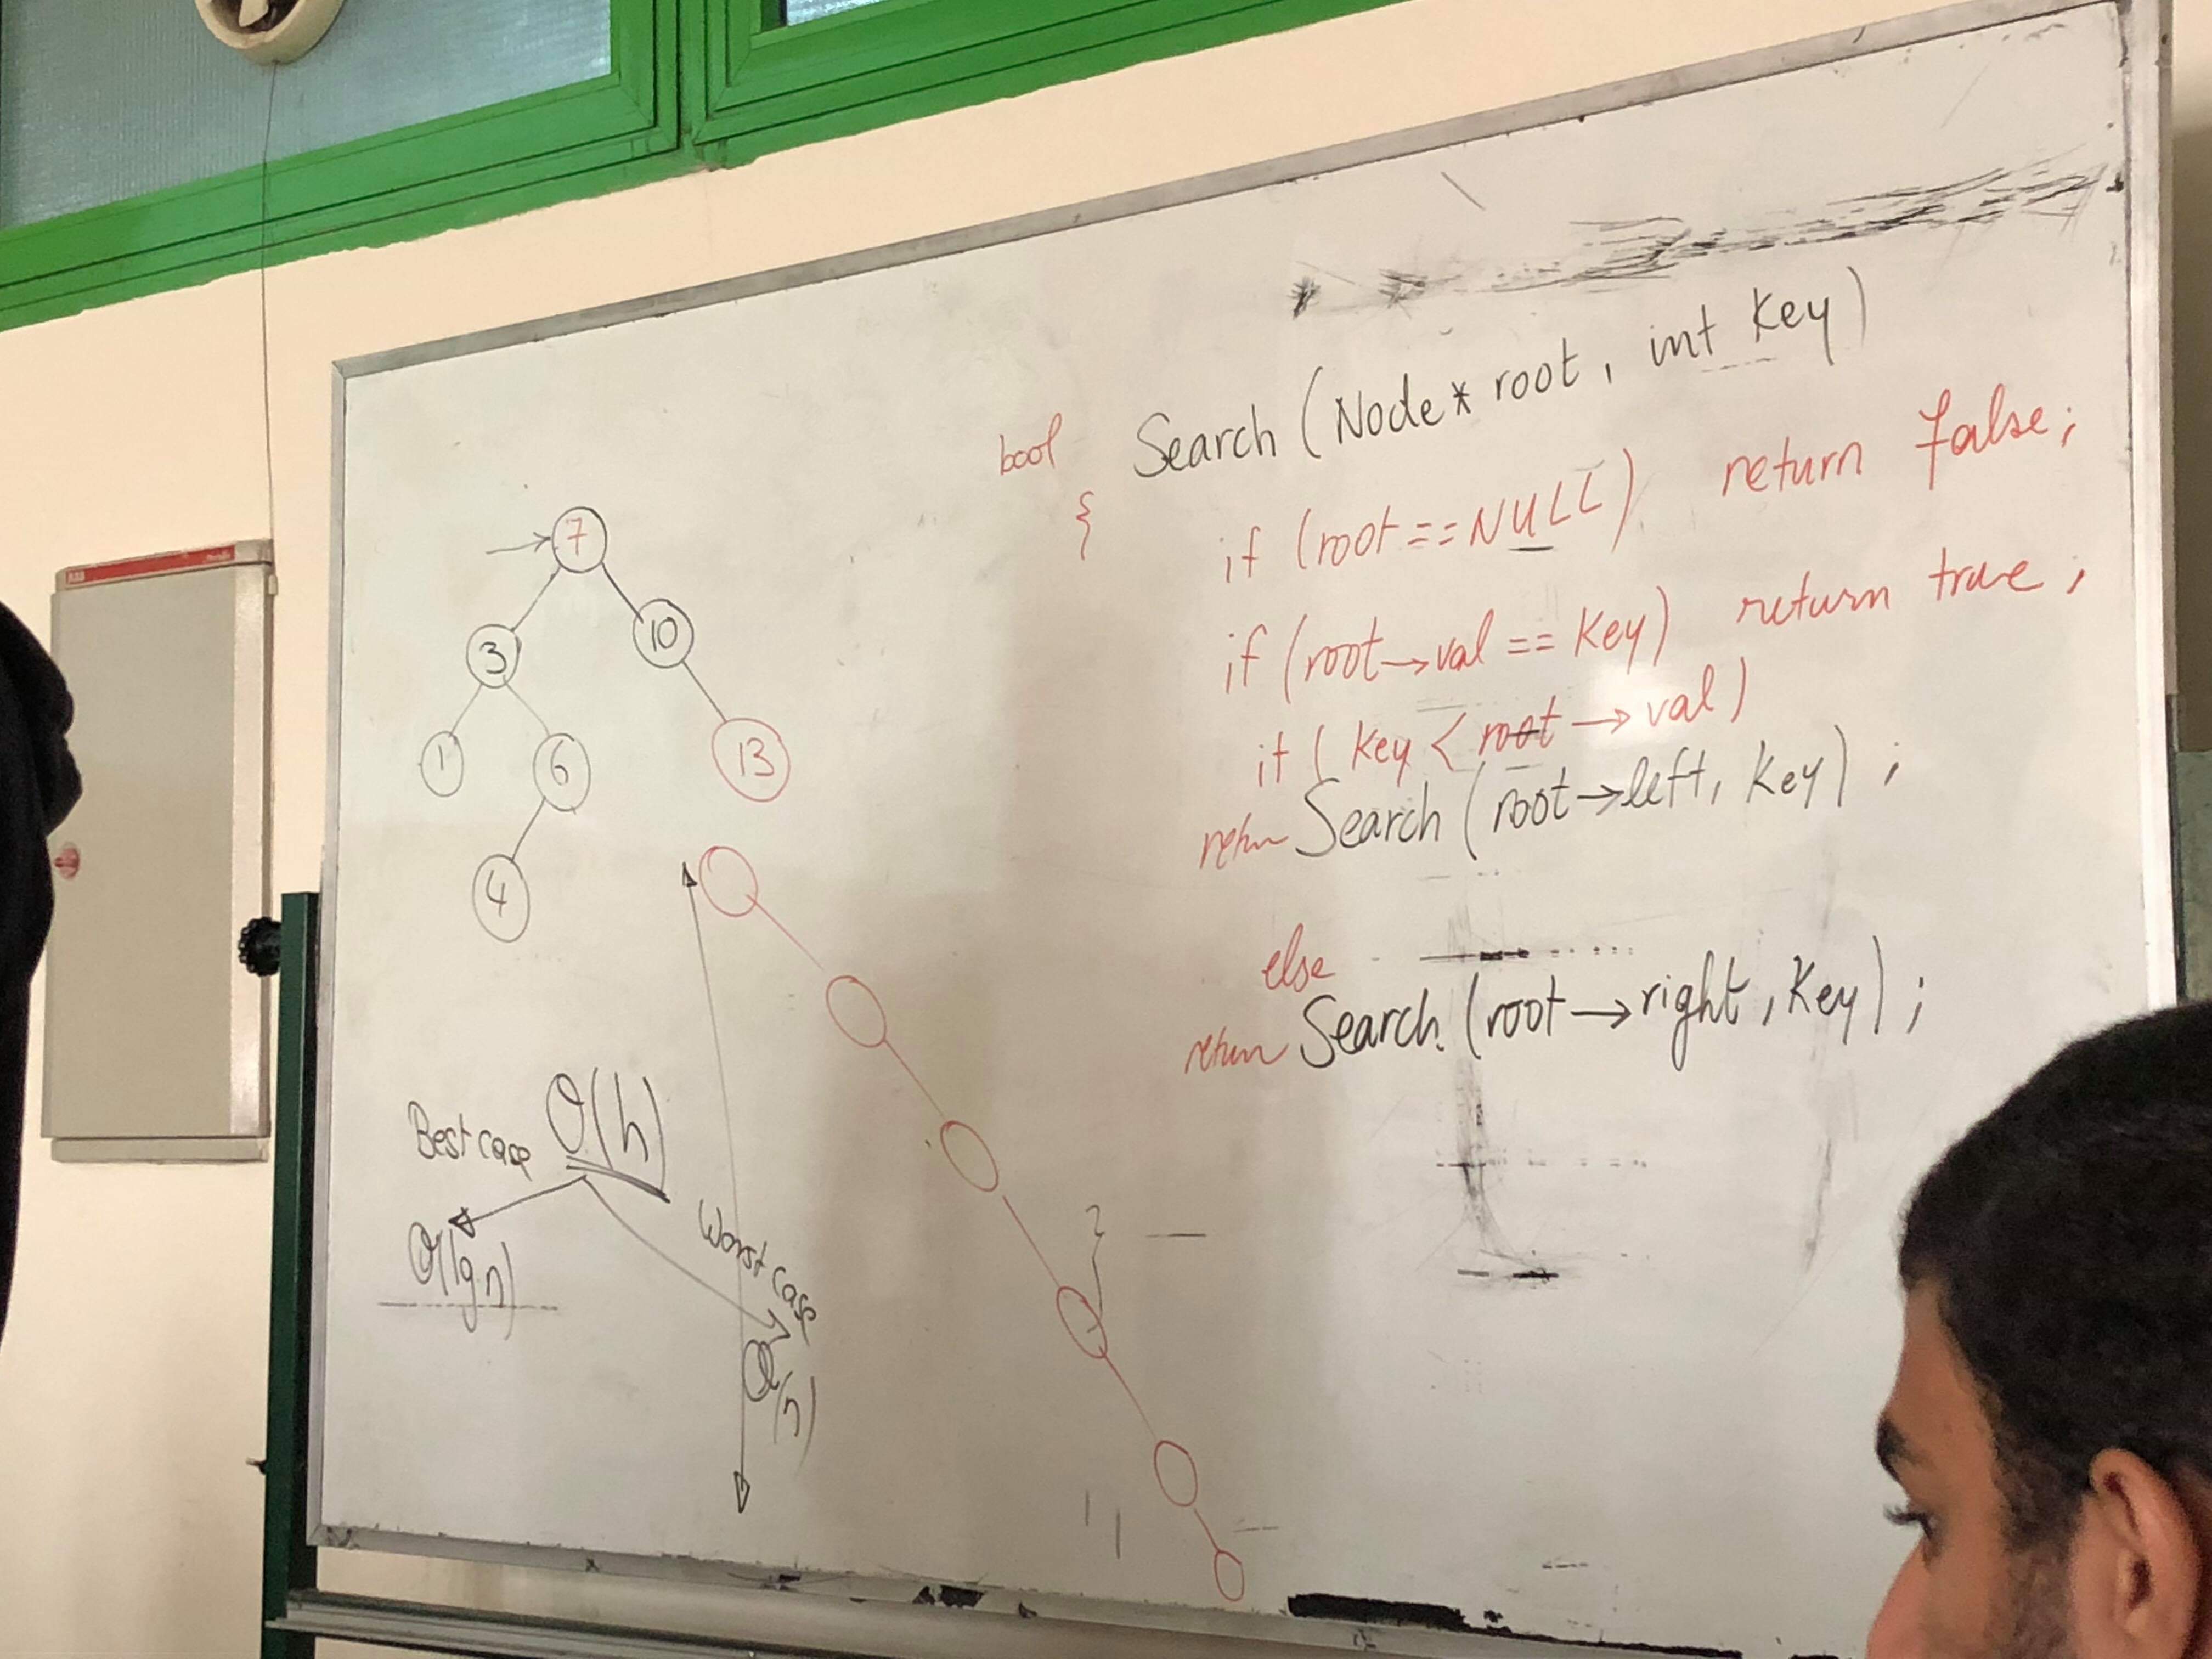 bool Search (Node* root, int Key)
{
if (root==NULL) return false;
if (root→val == Key) return true;
if ( Key < root → val)
return Search (root→left, Key) ;
else
return Search (root→right, Key) ;
7
3 10
1 6 13
4
Best case O(h)
O(lg n)
Worst case
O(n)